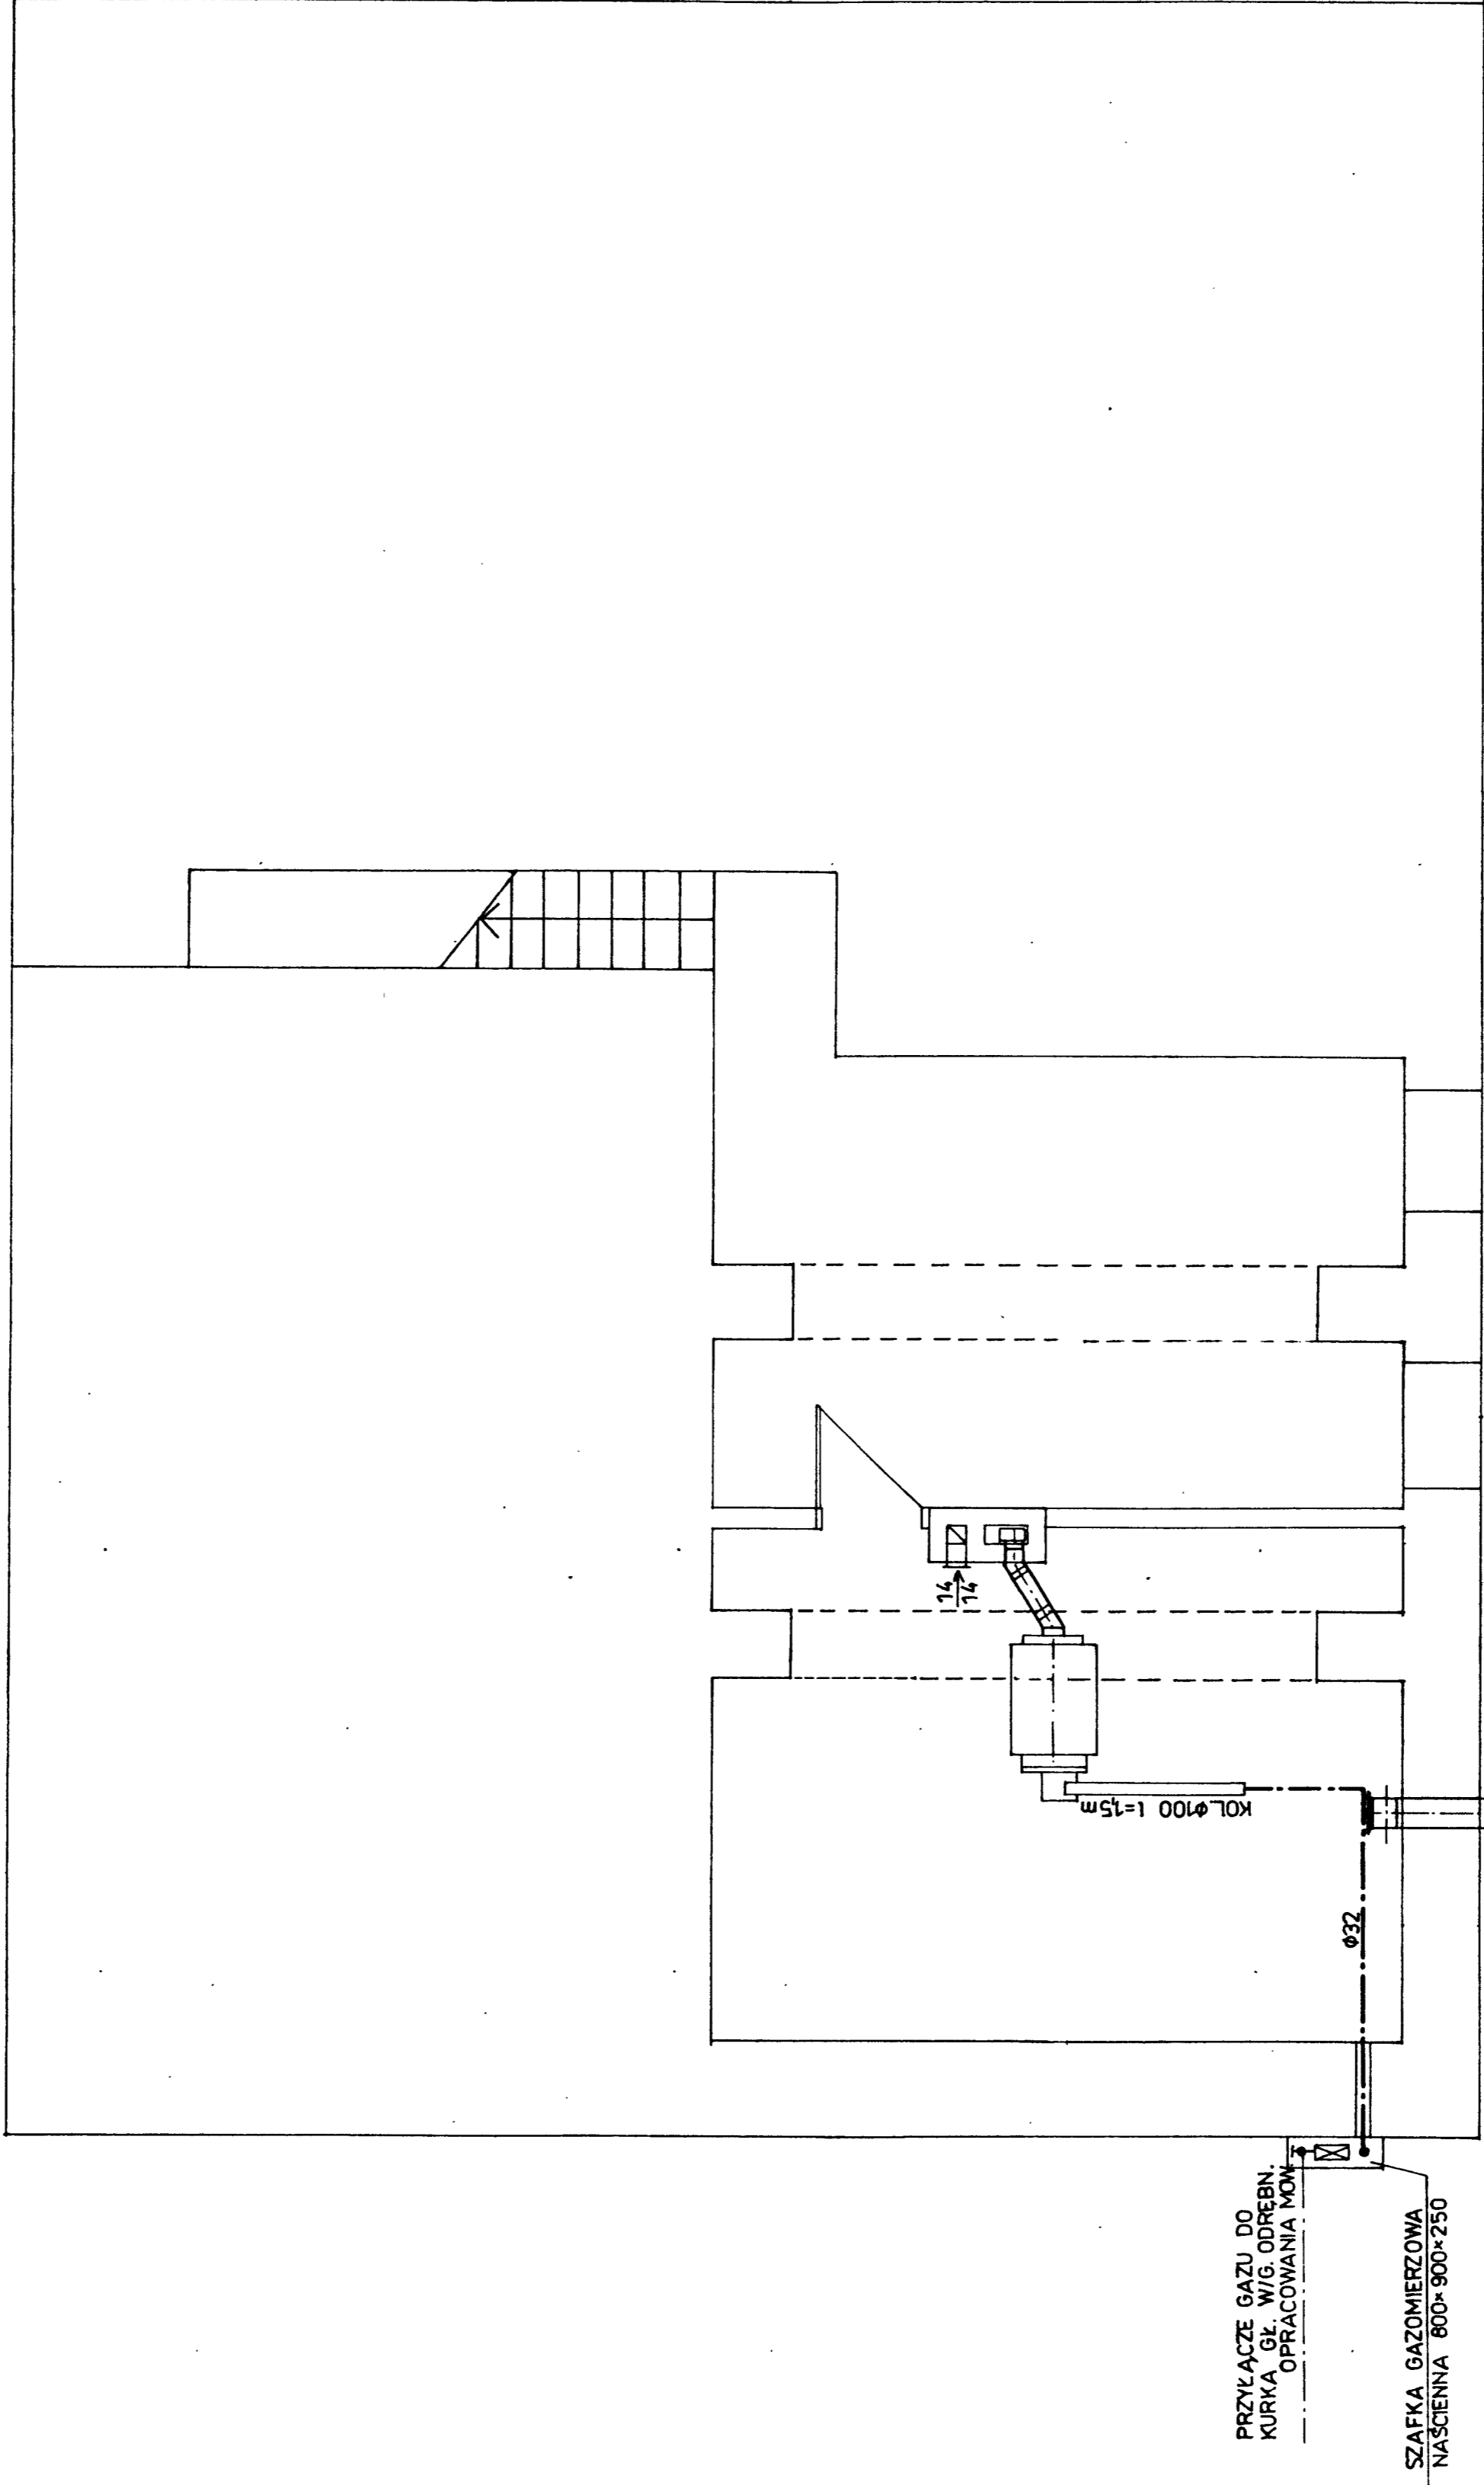 14
14
KOL. φ100 l=1,5m
φ32
PRZYŁĄCZE GAZU DO
KURKA GŁ. W/G. ODRĘBN.
OPRACOWANIA MOW.
SZAFKA GAZOMIERZOWA
NAŚCIENNA 800×900×250